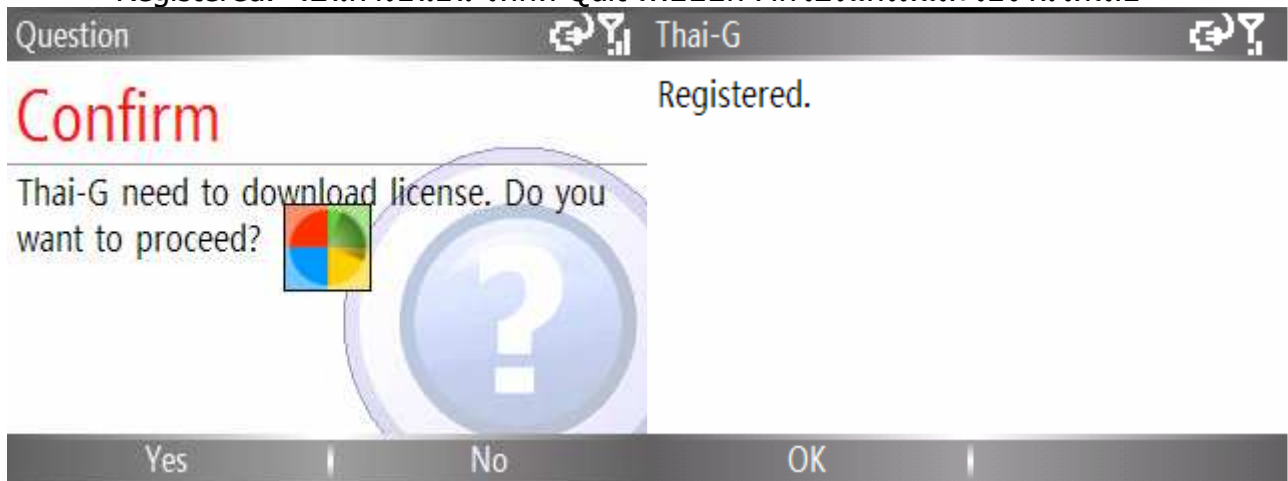 Question
Confirm
Thai-G need to download license. Do you
want to proceed?
Yes No
Thai-G
Registered.
OK